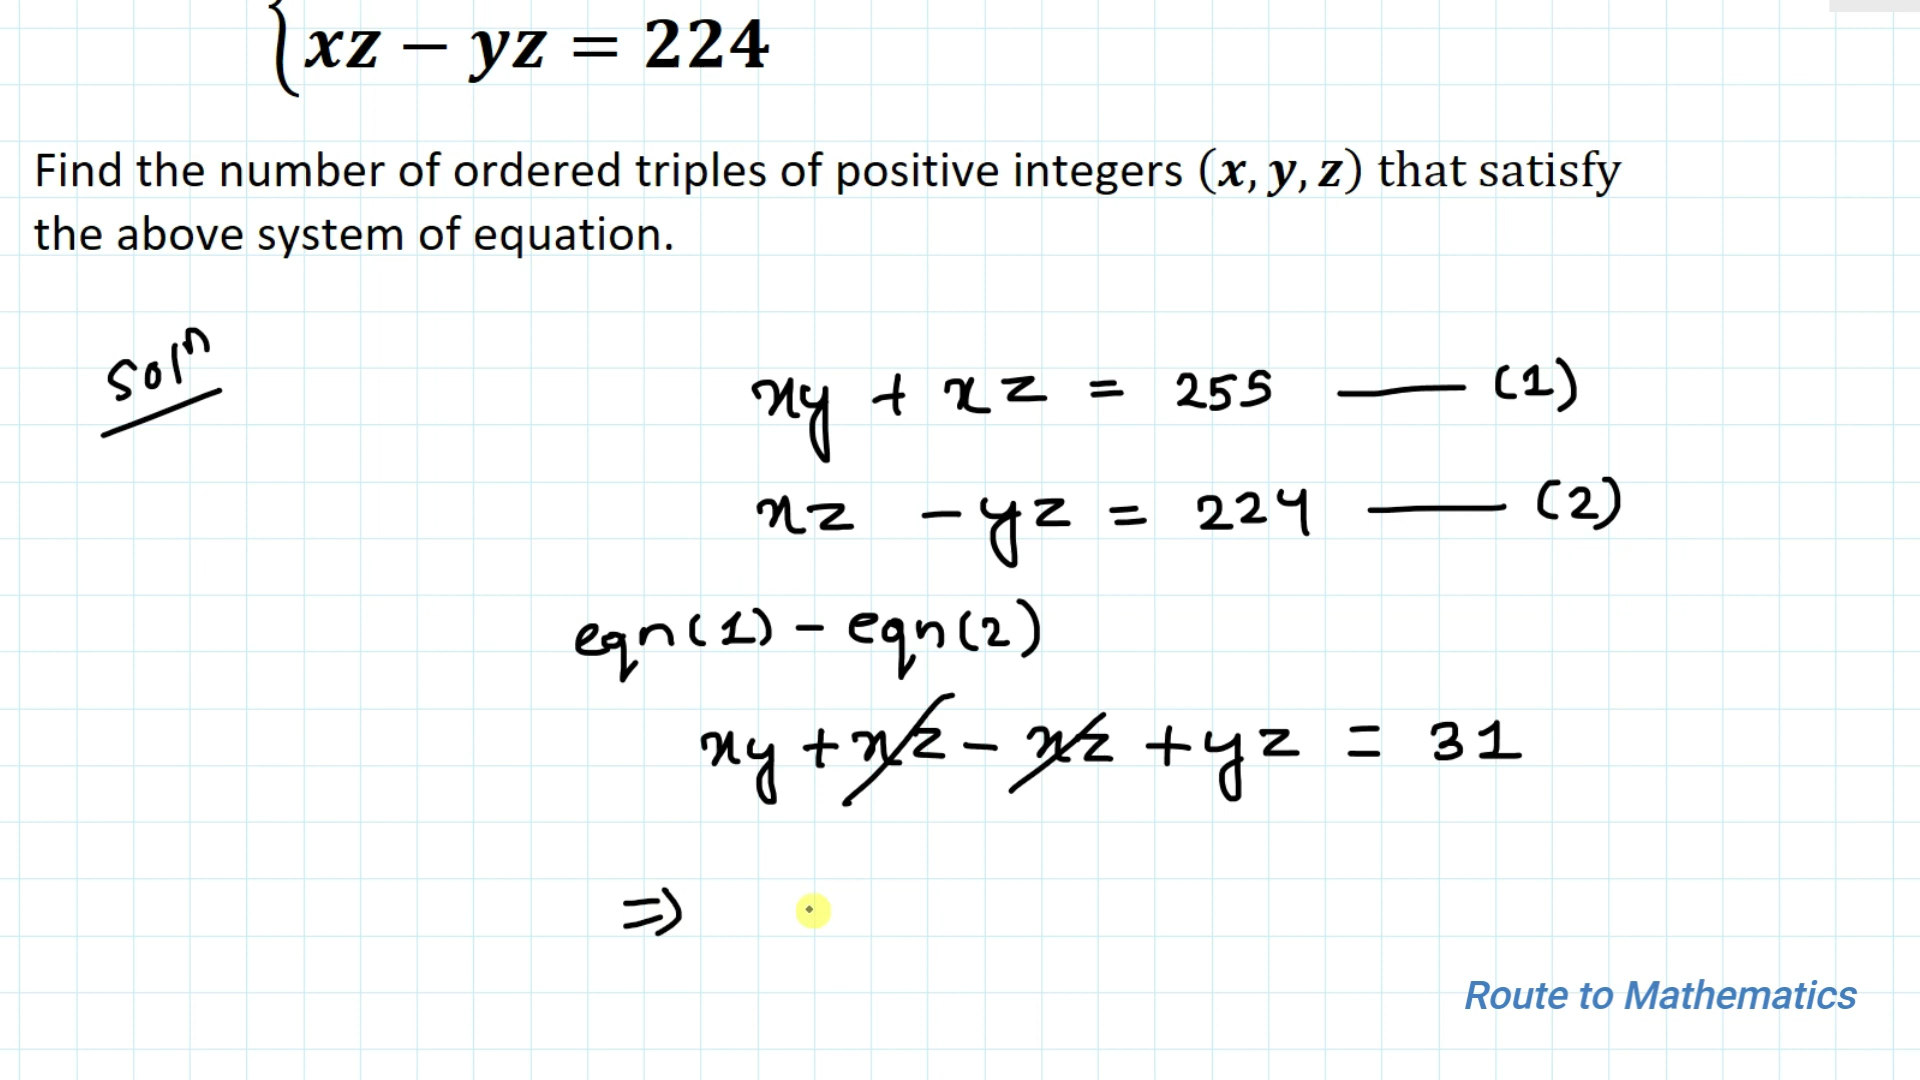 xz − yz = 224
Find the number of ordered triples of positive integers (x, y, z) that satisfy
the above system of equation.
Solⁿ
xy + xz = 255 —— (1)
xz - yz = 224 —— (2)
eqn(1) - eqn(2)
xy + xz - xz + yz = 31
⇒
Route to Mathematics